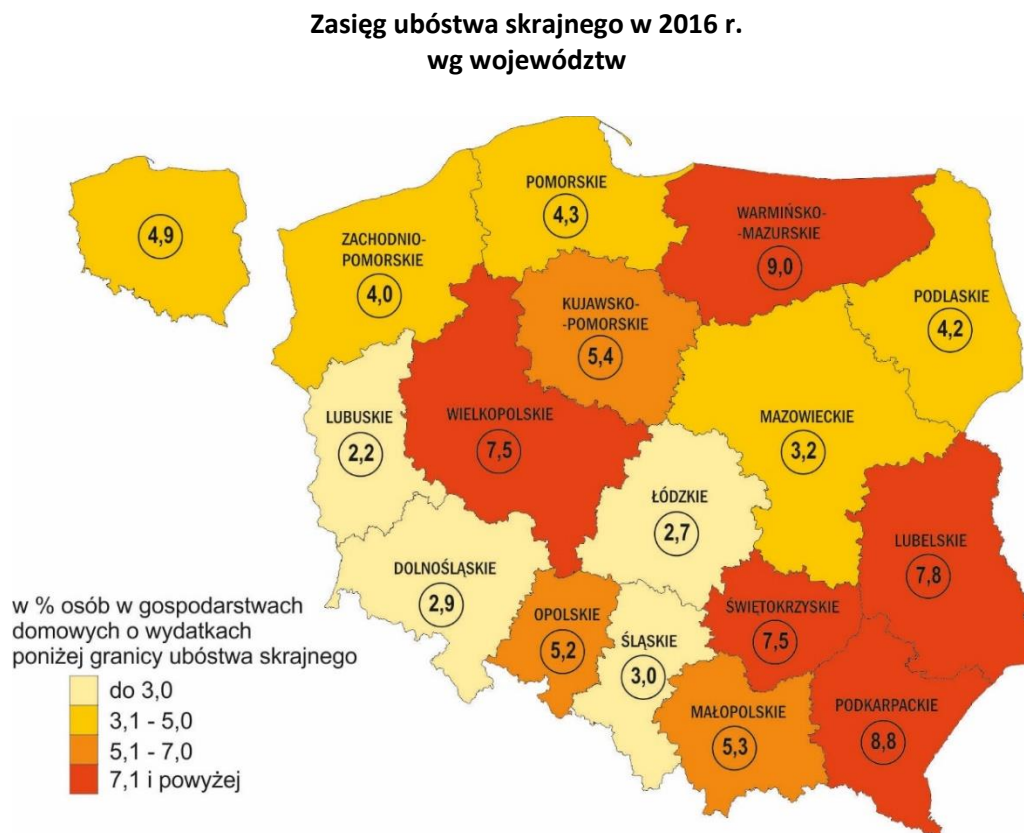 Zasięg ubóstwa skrajnego w 2016 r.
wg województw
4,9
POMORSKIE
4,3
WARMIŃSKO-
-MAZURSKIE
9,0
ZACHODNIO-
POMORSKIE
4,0
KUJAWSKO-
-POMORSKIE
5,4
PODLASKIE
4,2
LUBUSKIE
2,2
WIELKOPOLSKIE
7,5
MAZOWIECKIE
3,2
ŁÓDZKIE
2,7
LUBELSKIE
7,8
DOLNOŚLĄSKIE
2,9
OPOLSKIE
5,2
ŚLĄSKIE
3,0
ŚWIĘTOKRZYSKIE
7,5
MAŁOPOLSKIE
5,3
PODKARPACKIE
8,8
w % osób w gospodarstwach
domowych o wydatkach
poniżej granicy ubóstwa skrajnego
do 3,0
3,1 - 5,0
5,1 - 7,0
7,1 i powyżej